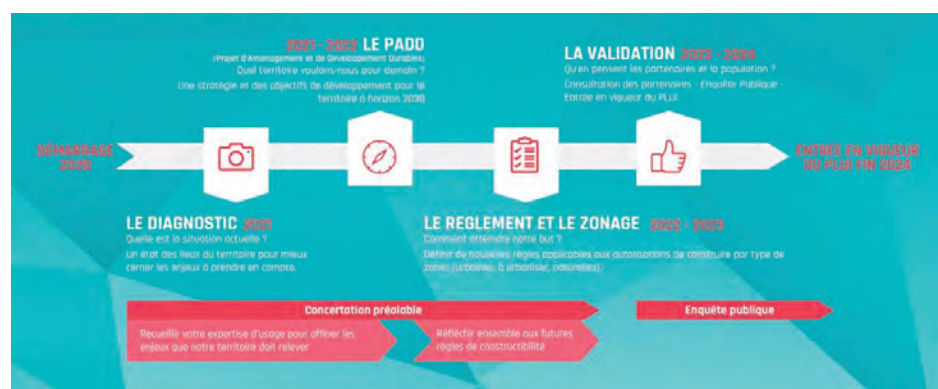 2021 - 2022 LE PADD
(Projet d'Aménagement et de Développement Durables)
Quel territoire voulons-nous pour demain ?
Une stratégie et des objectifs de développement pour le
territoire à horizon 2030
LA VALIDATION 2023 - 2024
Qu'en pensent les partenaires et la population ?
Consultation des partenaires - Enquête Publique -
Entrée en vigueur du PLUi
DÉMARRAGE
2020
ENTRÉE EN VIGUEUR
DU PLUI FIN 2024
LE DIAGNOSTIC 2021
Quelle est la situation actuelle ?
Un état des lieux du territoire pour mieux
cerner les enjeux à prendre en compte.
LE REGLEMENT ET LE ZONAGE 2022 - 2023
Comment atteindre notre but ?
Définir de nouvelles règles applicables aux autorisations de construire par type de
zones (urbaines, à urbaniser, naturelles).
Concertation préalable
Enquête publique
Recueillir votre expertise d'usage pour affiner les
enjeux que notre territoire doit relever
Réfléchir ensemble aux futures
règles de constructibilité